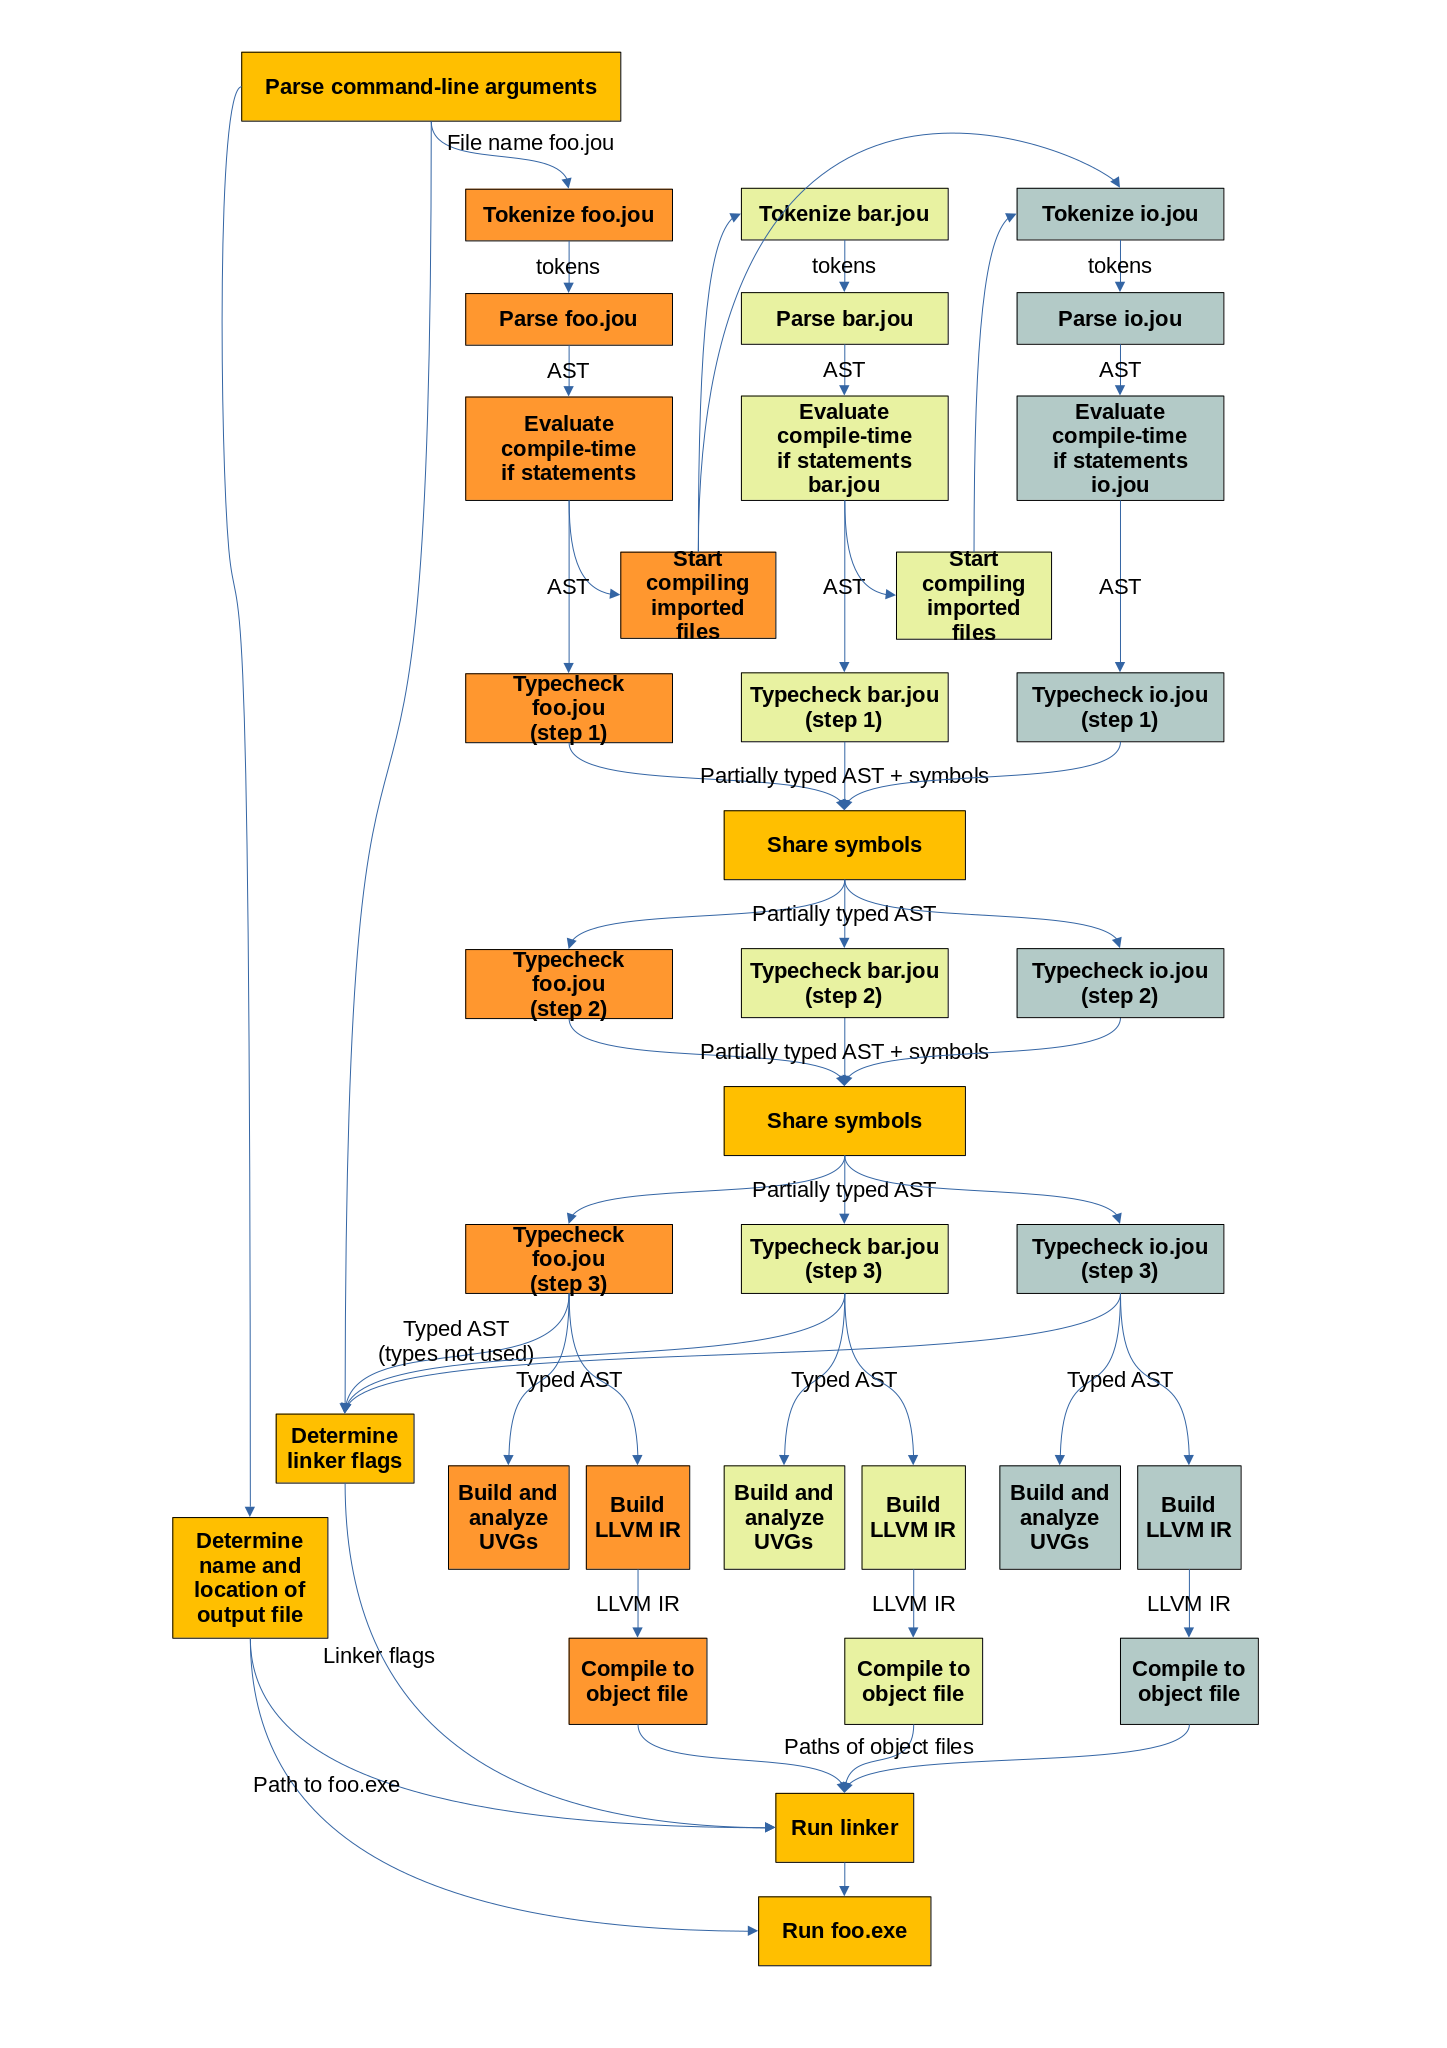 Parse command-line arguments
File name foo.jou
Tokenize foo.jou
Tokenize bar.jou
Tokenize io.jou
tokens
tokens
tokens
Parse foo.jou
Parse bar.jou
Parse io.jou
AST
AST
AST
Evaluate
compile-time
if statements
Evaluate
compile-time
if statements
bar.jou
Evaluate
compile-time
if statements
io.jou
AST
Start
compiling
imported
files
AST
Start
compiling
imported
files
AST
Typecheck
foo.jou
(step 1)
Typecheck bar.jou
(step 1)
Typecheck io.jou
(step 1)
Partially typed AST + symbols
Share symbols
Partially typed AST
Typecheck
foo.jou
(step 2)
Typecheck bar.jou
(step 2)
Typecheck io.jou
(step 2)
Partially typed AST + symbols
Share symbols
Partially typed AST
Typecheck
foo.jou
(step 3)
Typecheck bar.jou
(step 3)
Typecheck io.jou
(step 3)
Typed AST
(types not used)
Typed AST
Typed AST
Typed AST
Determine
linker flags
Build and
analyze
UVGs
Build
LLVM IR
Build and
analyze
UVGs
Build
LLVM IR
Build and
analyze
UVGs
Build
LLVM IR
Determine
name and
location of
output file
LLVM IR
LLVM IR
LLVM IR
Linker flags
Compile to
object file
Compile to
object file
Compile to
object file
Paths of object files
Path to foo.exe
Run linker
Run foo.exe